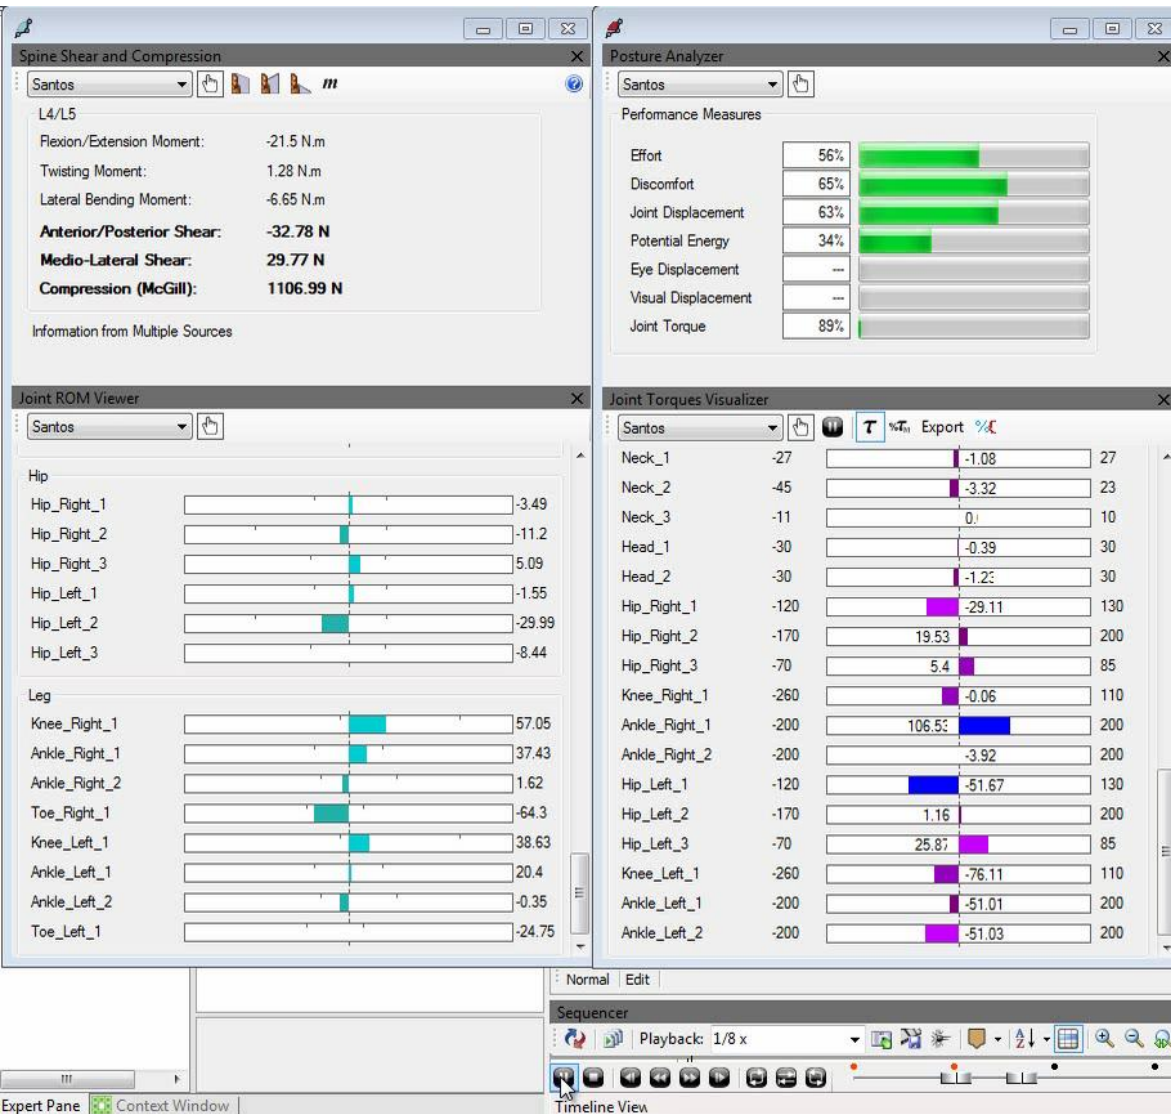 Spine Shear and Compression
Santos
m
L4/L5
Flexion/Extension Moment: -21.5 N.m
Twisting Moment: 1.28 N.m
Lateral Bending Moment: -6.65 N.m
Anterior/Posterior Shear: -32.78 N
Medio-Lateral Shear: 29.77 N
Compression (McGill): 1106.99 N
Information from Multiple Sources
Posture Analyzer
Santos
Performance Measures
Effort 56%
Discomfort 65%
Joint Displacement 63%
Potential Energy 34%
Eye Displacement ---
Visual Displacement ---
Joint Torque 89%
Joint ROM Viewer
Santos
Hip
Hip_Right_1 -3.49
Hip_Right_2 -11.2
Hip_Right_3 5.09
Hip_Left_1 -1.55
Hip_Left_2 -29.99
Hip_Left_3 -8.44
Leg
Knee_Right_1 57.05
Ankle_Right_1 37.43
Ankle_Right_2 1.62
Toe_Right_1 -64.3
Knee_Left_1 38.63
Ankle_Left_1 20.4
Ankle_Left_2 -0.35
Toe_Left_1 -24.75
Joint Torques Visualizer
Santos τ Export
Neck_1 -27 -1.08 27
Neck_2 -45 -3.32 23
Neck_3 -11 0. 10
Head_1 -30 -0.39 30
Head_2 -30 -1.23 30
Hip_Right_1 -120 -29.11 130
Hip_Right_2 -170 19.53 200
Hip_Right_3 -70 5.4 85
Knee_Right_1 -260 -0.06 110
Ankle_Right_1 -200 106.53 200
Ankle_Right_2 -200 -3.92 200
Hip_Left_1 -120 -51.67 130
Hip_Left_2 -170 1.16 200
Hip_Left_3 -70 25.87 85
Knee_Left_1 -260 -76.11 110
Ankle_Left_1 -200 -51.01 200
Ankle_Left_2 -200 -51.03 200
Normal Edit
Sequencer
Playback: 1/8 x
Expert Pane Context Window
Timeline View